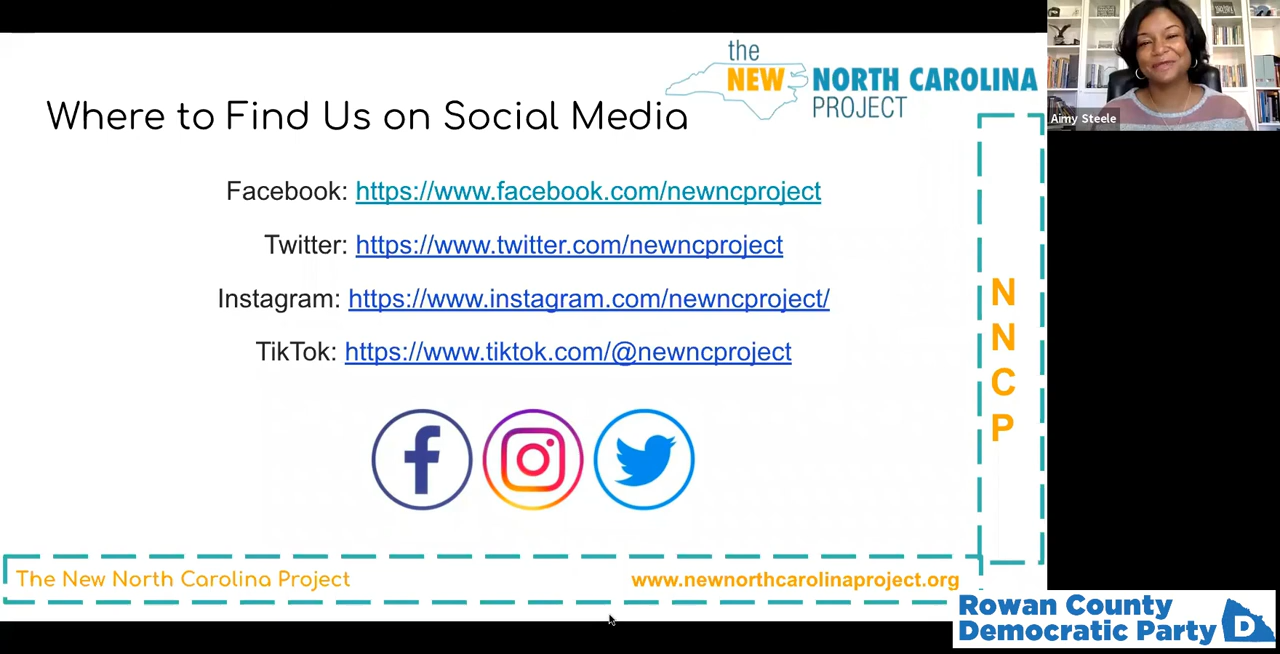 the
NEW NORTH CAROLINA
PROJECT
Aimy Steele
Where to Find Us on Social Media
Facebook: https://www.facebook.com/newncproject
Twitter: https://www.twitter.com/newncproject
Instagram: https://www.instagram.com/newncproject/
TikTok: https://www.tiktok.com/@newncproject
N
N
C
P
The New North Carolina Project
www.newnorthcarolinaproject.org
Rowan County
Democratic Party D